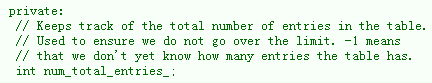 private:
// Keeps track of the total number of entries in the table.
// Used to ensure we do not go over the limit. -1 means
// that we don't yet know how many entries the table has.
int num_total_entries_;